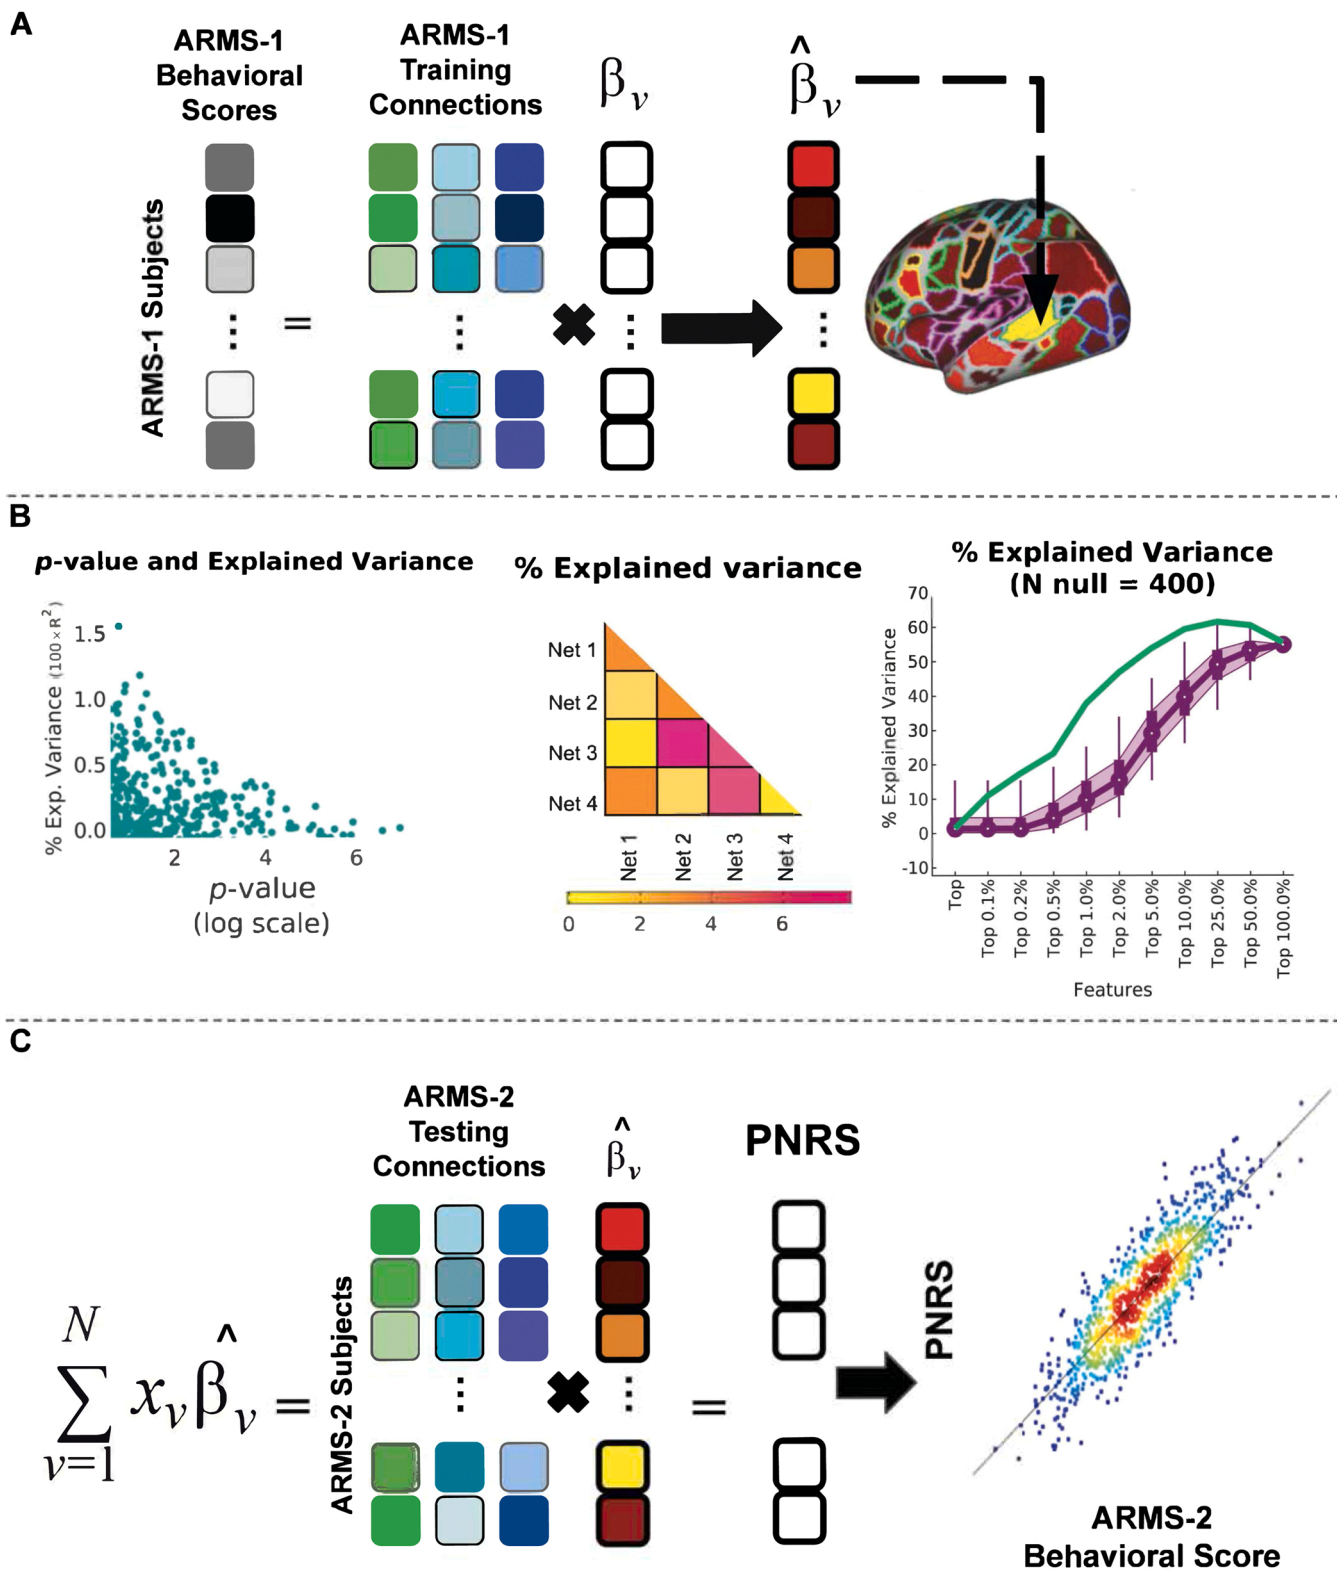 A
ARMS-1
Behavioral
Scores
ARMS-1
Training
Connections
βv
β̂v
ARMS-1 Subjects
=
B
p-value and Explained Variance
% Exp. Variance (100×R²)
1.5
1.0
0.5
0.0
2 4 6
p-value
(log scale)
% Explained variance
Net 1
Net 2
Net 3
Net 4
Net 1 Net 2 Net 3 Net 4
0 2 4 6
% Explained Variance
(N null = 400)
% Explained Variance
70
60
50
40
30
20
10
0
-10
Top
Top 0.1%
Top 0.2%
Top 0.5%
Top 1.0%
Top 2.0%
Top 5.0%
Top 10.0%
Top 25.0%
Top 50.0%
Top 100.0%
Features
C
N
∑ xvβ̂v =
v=1
ARMS-2
Testing
Connections
ARMS-2 Subjects
β̂v
=
PNRS
PNRS
ARMS-2
Behavioral Score